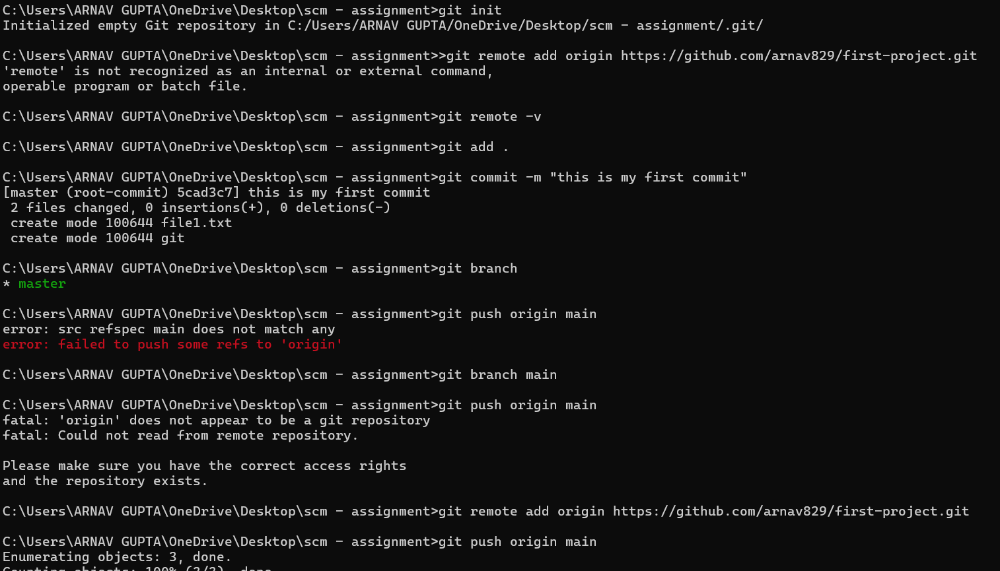 C:\Users\ARNAV GUPTA\OneDrive\Desktop\scm - assignment>git init
Initialized empty Git repository in C:/Users/ARNAV GUPTA/OneDrive/Desktop/scm - assignment/.git/
C:\Users\ARNAV GUPTA\OneDrive\Desktop\scm - assignment>>git remote add origin https://github.com/arnav829/first-project.git
'remote' is not recognized as an internal or external command,
operable program or batch file.
C:\Users\ARNAV GUPTA\OneDrive\Desktop\scm - assignment>git remote -v
C:\Users\ARNAV GUPTA\OneDrive\Desktop\scm - assignment>git add .
C:\Users\ARNAV GUPTA\OneDrive\Desktop\scm - assignment>git commit -m "this is my first commit"
[master (root-commit) 5cad3c7] this is my first commit
 2 files changed, 0 insertions(+), 0 deletions(-)
 create mode 100644 file1.txt
 create mode 100644 git
C:\Users\ARNAV GUPTA\OneDrive\Desktop\scm - assignment>git branch
* master
C:\Users\ARNAV GUPTA\OneDrive\Desktop\scm - assignment>git push origin main
error: src refspec main does not match any
error: failed to push some refs to 'origin'
C:\Users\ARNAV GUPTA\OneDrive\Desktop\scm - assignment>git branch main
C:\Users\ARNAV GUPTA\OneDrive\Desktop\scm - assignment>git push origin main
fatal: 'origin' does not appear to be a git repository
fatal: Could not read from remote repository.
Please make sure you have the correct access rights
and the repository exists.
C:\Users\ARNAV GUPTA\OneDrive\Desktop\scm - assignment>git remote add origin https://github.com/arnav829/first-project.git
C:\Users\ARNAV GUPTA\OneDrive\Desktop\scm - assignment>git push origin main
Enumerating objects: 3, done.
Counting objects: 100% (3/3), done.